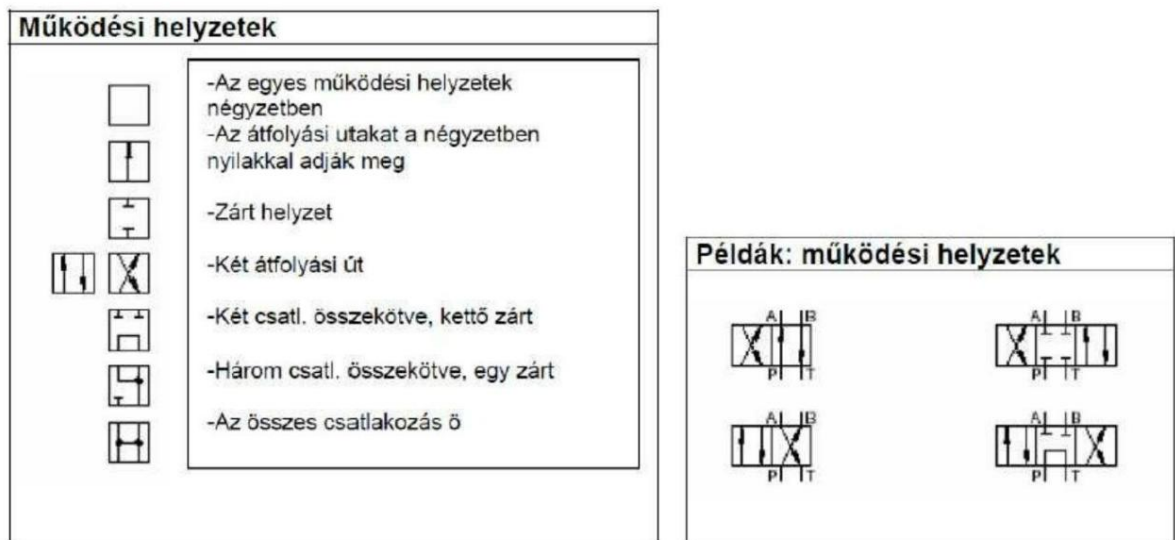 Működési helyzetek
-Az egyes működési helyzetek
négyzetben
-Az átfolyási utakat a négyzetben
nyilakkal adják meg
-Zárt helyzet
-Két átfolyási út
-Két csatl. összekötve, kettő zárt
-Három csatl. összekötve, egy zárt
-Az összes csatlakozás ö
Példák: működési helyzetek
A B
P T
A B
P T
A B
P T
A B
P T